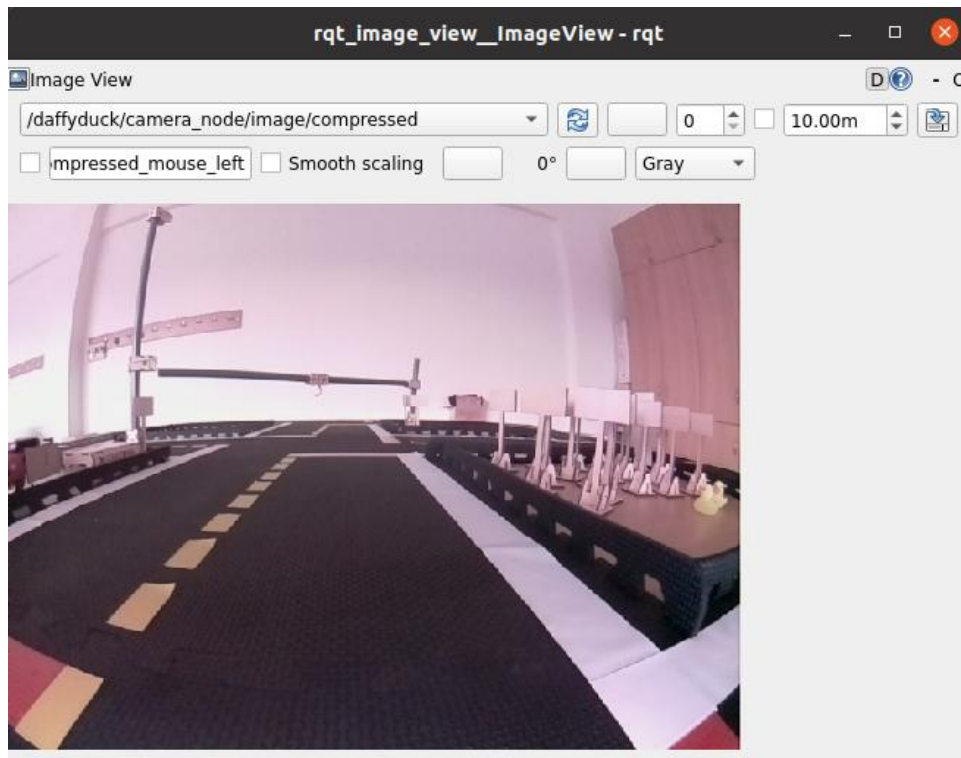 rqt_image_view__ImageView - rqt
Image View
D
- C
/daffyduck/camera_node/image/compressed
0
10.00m
mpressed_mouse_left
Smooth scaling
0°
Gray